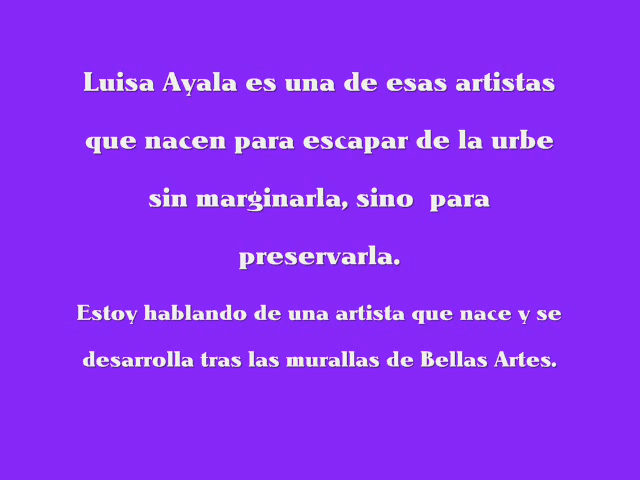 Luisa Ayala es una de esas artistas
que nacen para escapar de la urbe
sin marginarla, sino  para
preservarla.
Estoy hablando de una artista que nace y se
desarrolla tras las murallas de Bellas Artes.